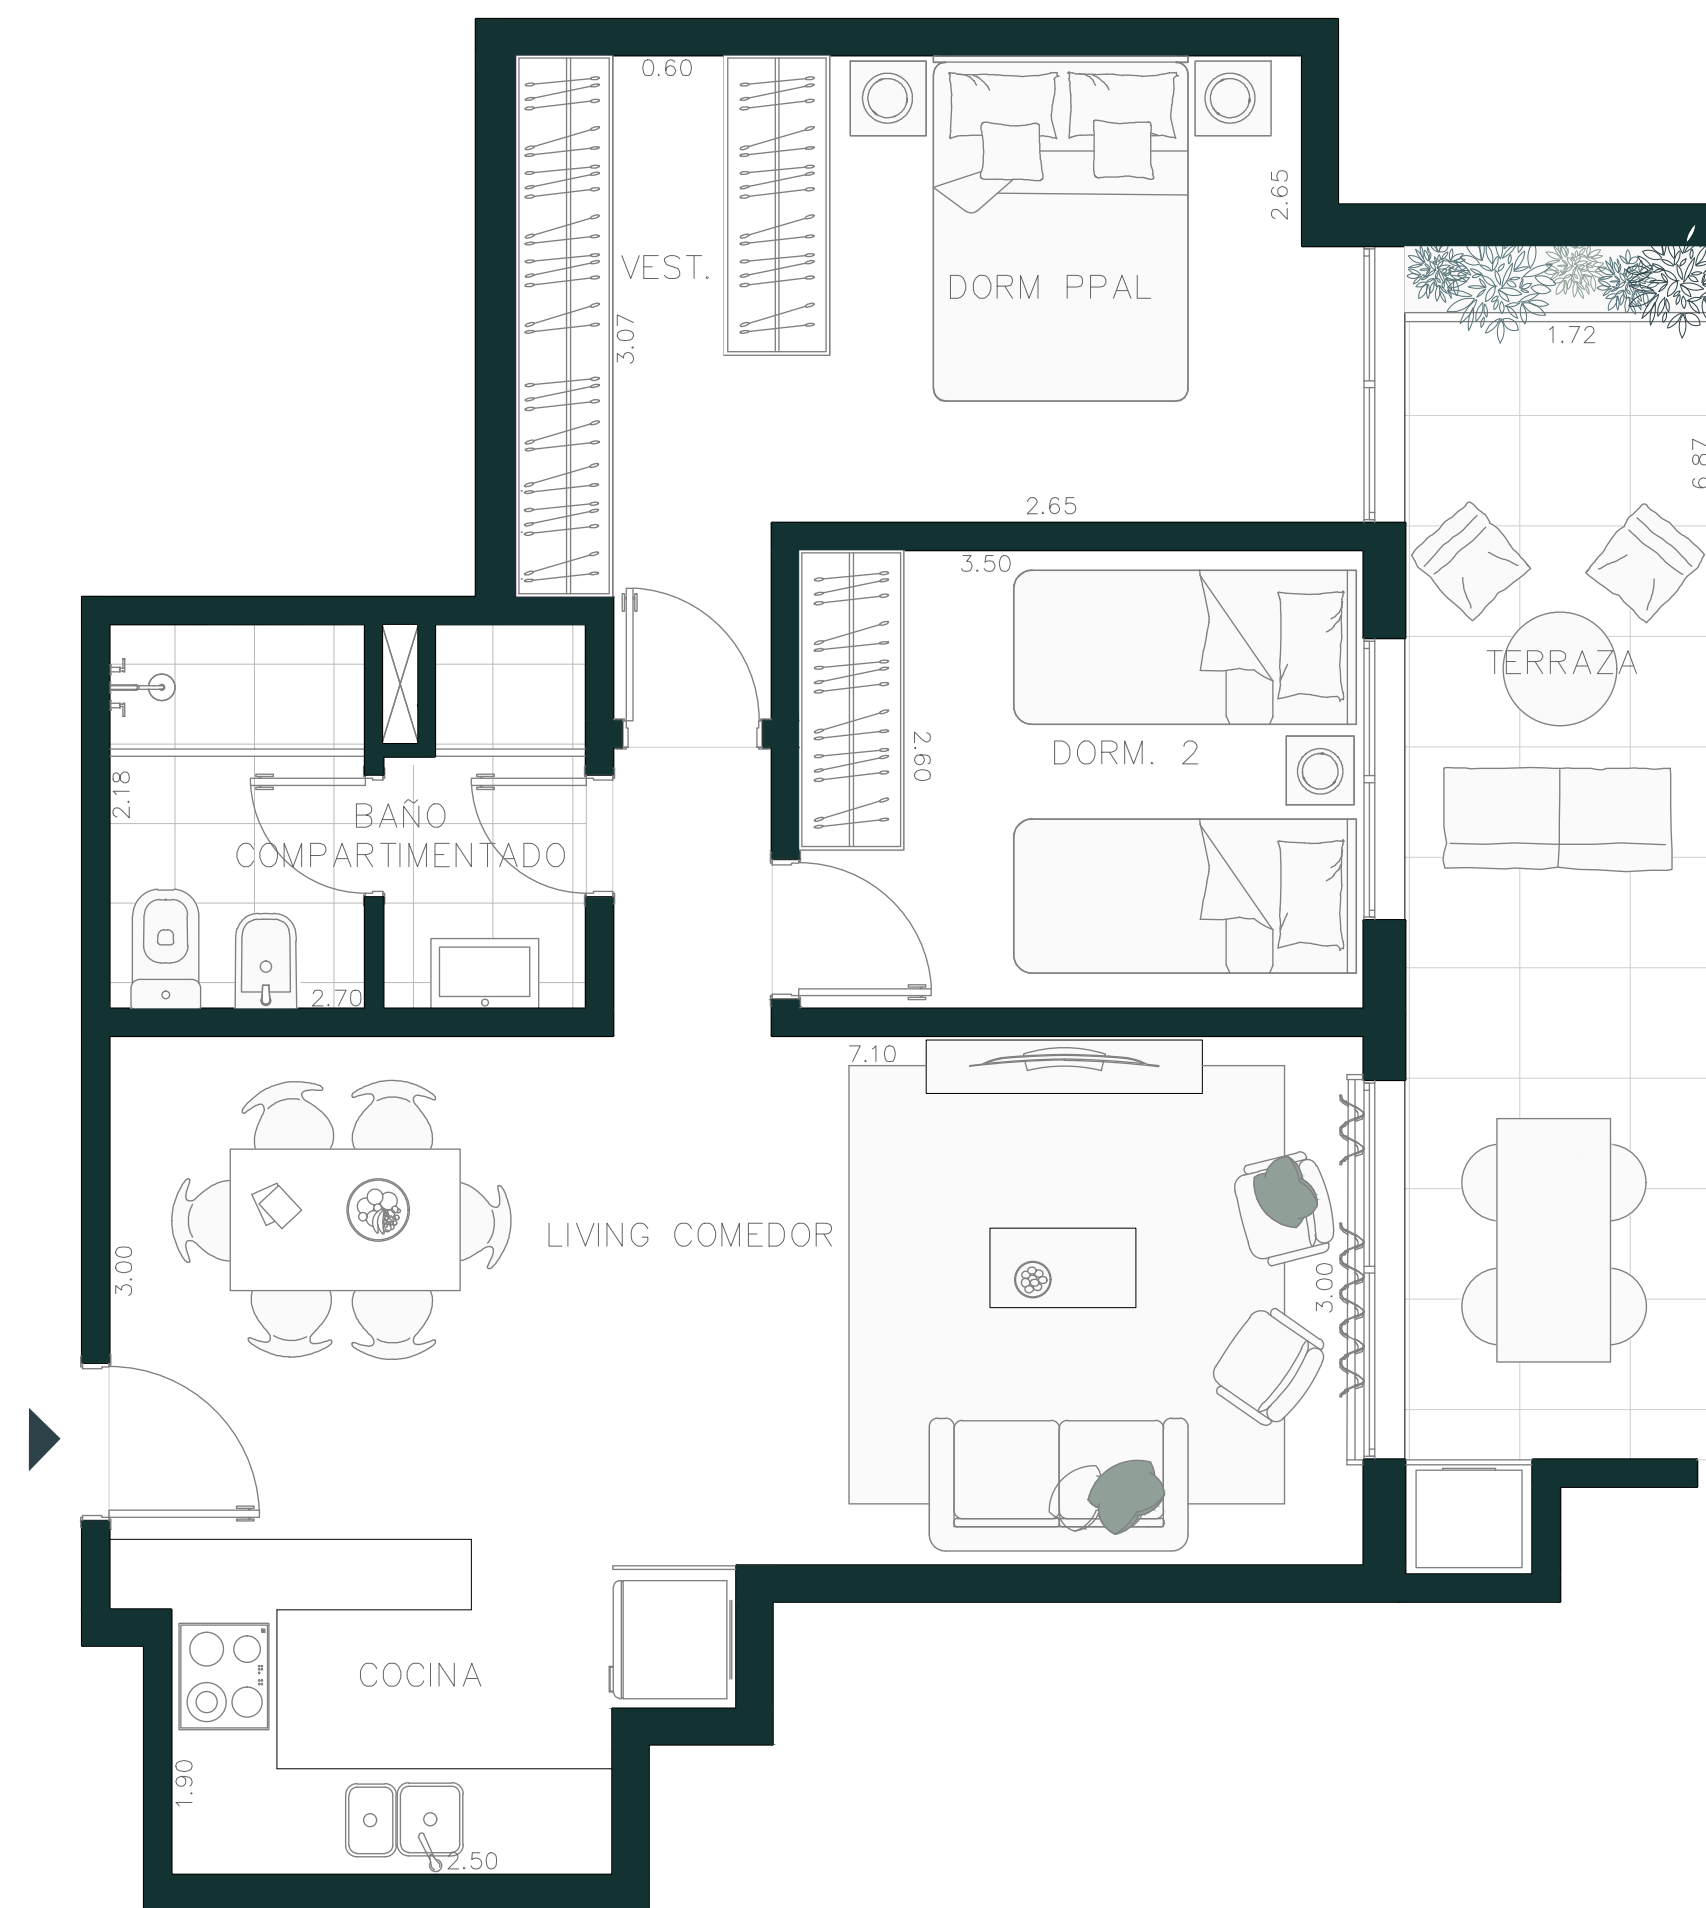 0.60
2.65
VEST.
DORM PPAL
3.07
1.72
6.87
2.65
3.50
TERRAZA
2.60
DORM. 2
2.18
BAÑO
COMPARTIMENTADO
2.70
7.10
LIVING COMEDOR
3.00
3.00
COCINA
1.90
2.50